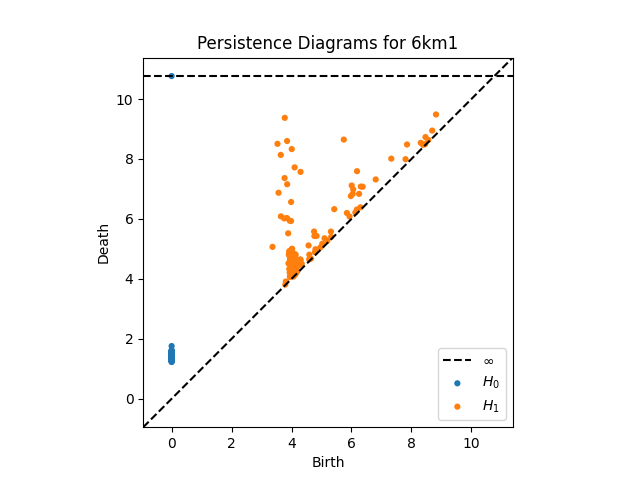 Persistence Diagrams for 6km1
Death
10
8
6
4
2
0
0 2 4 6 8 10
Birth
∞
H₀
H₁